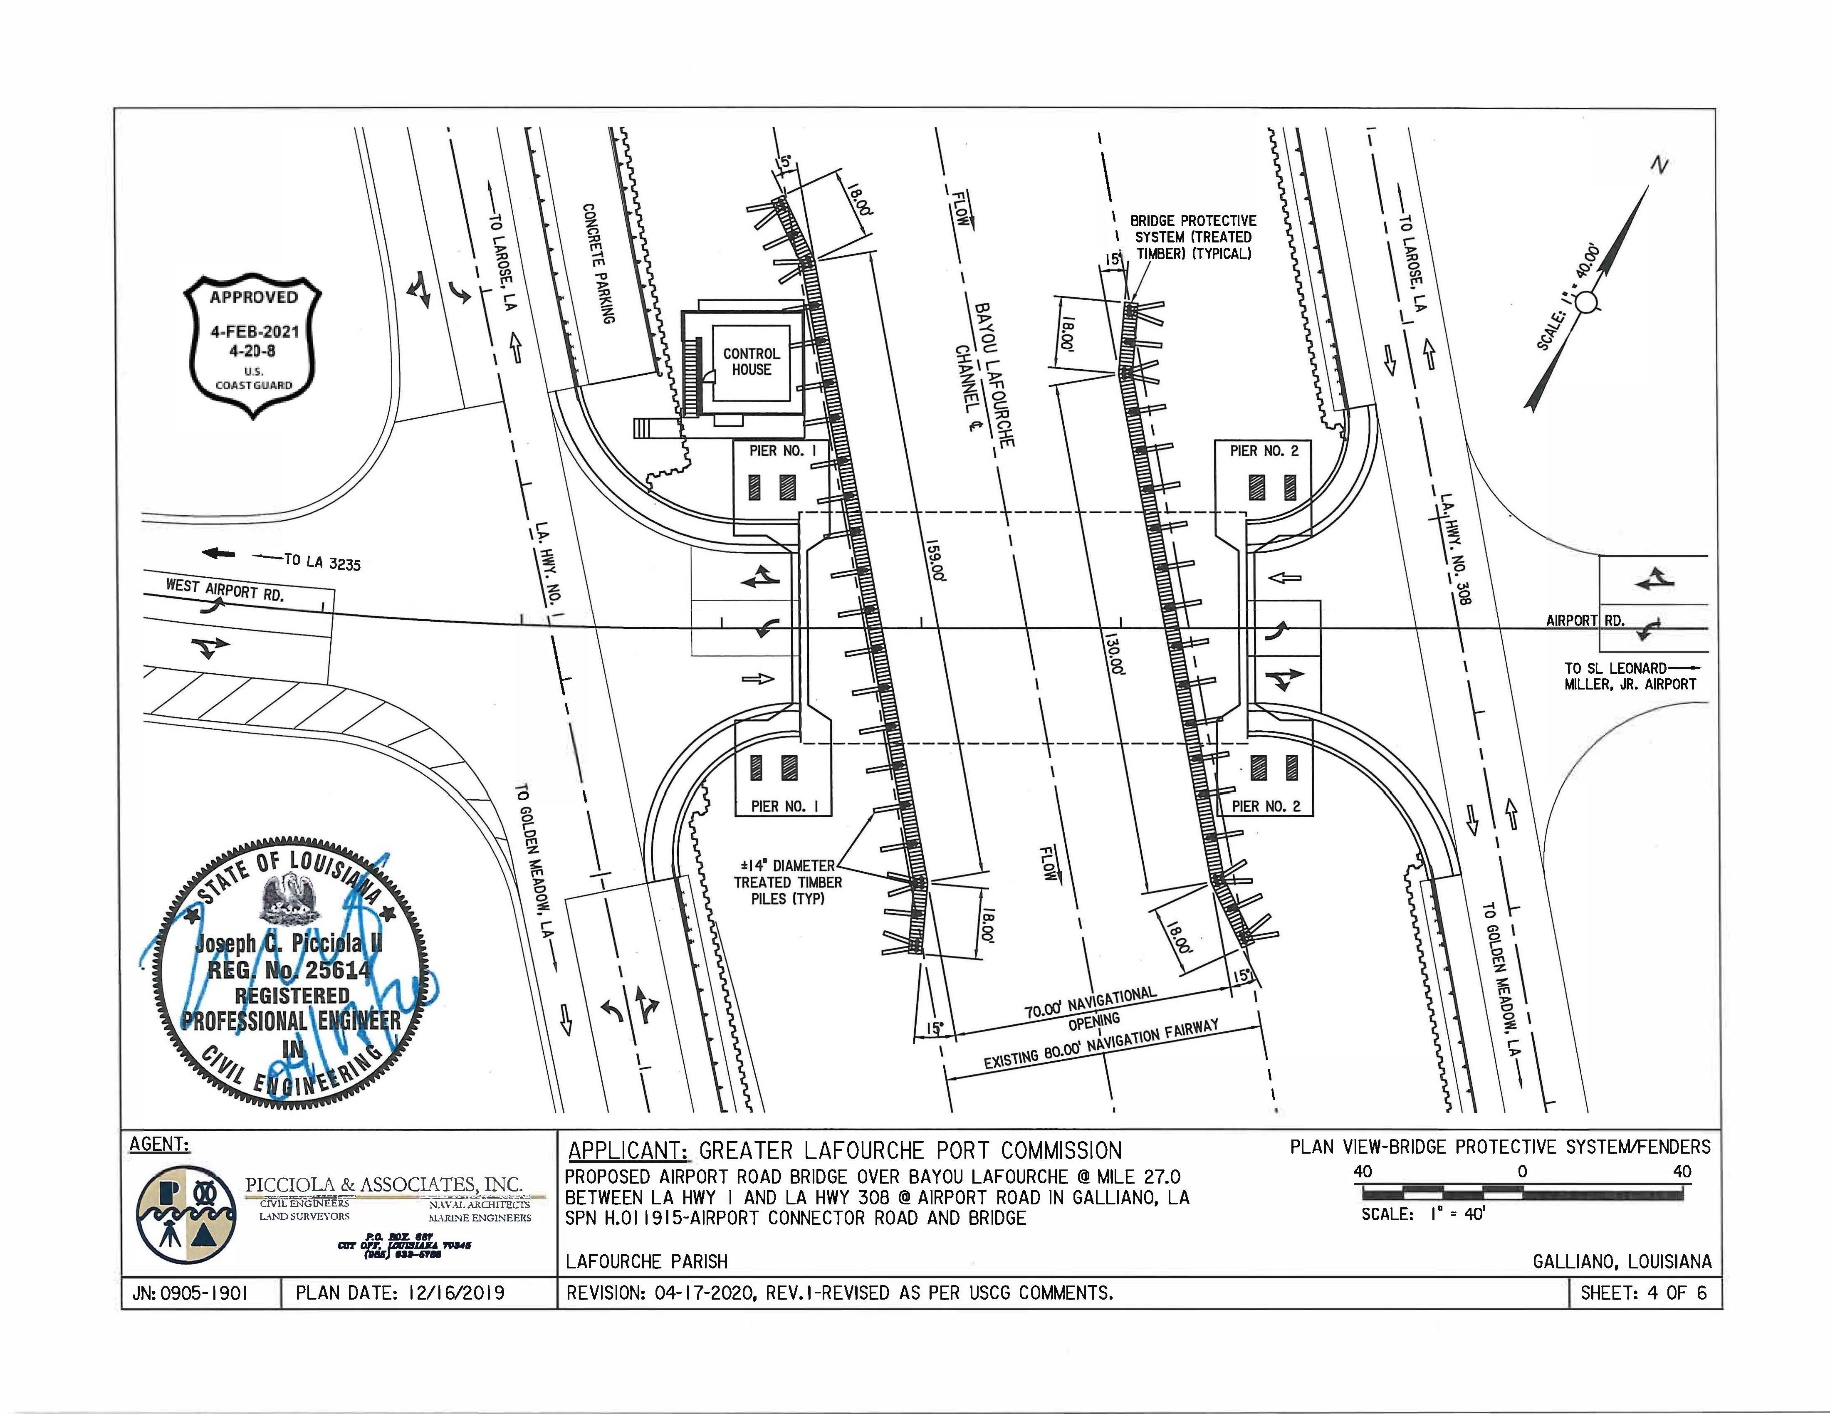 N
SCALE: 1" = 40.00'
APPROVED
4-FEB-2021
4-20-8
U.S.
COAST GUARD
TO LAROSE, LA
CONCRETE PARKING
15°
18.00'
FLOW
BRIDGE PROTECTIVE
SYSTEM (TREATED
TIMBER) (TYPICAL)
15°
18.00'
TO LAROSE, LA
CONTROL
HOUSE
BAYOU LAFOURCHE
CHANNEL ℄
PIER NO. 1
PIER NO. 2
LA. HWY. NO. 1
159.00'
LA. HWY. NO. 308
TO LA 3235
WEST AIRPORT RD.
130.00'
AIRPORT RD.
TO SL LEONARD
MILLER, JR. AIRPORT
PIER NO. 1
PIER NO. 2
TO GOLDEN MEADOW, LA
±14" DIAMETER
TREATED TIMBER
PILES (TYP)
FLOW
18.00'
18.00'
TO GOLDEN MEADOW, LA
15°
15°
70.00' NAVIGATIONAL
OPENING
EXISTING 80.00' NAVIGATION FAIRWAY
STATE OF LOUISIANA
Joseph C. Picciola II
REG. No. 25614
REGISTERED
PROFESSIONAL ENGINEER
IN
CIVIL ENGINEERING
AGENT:
P
PICCIOLA & ASSOCIATES, INC.
CIVIL ENGINEERS
LAND SURVEYORS
NAVAL ARCHITECTS
MARINE ENGINEERS
P.O. BOX 687
CUT OFF, LOUISIANA 70345
APPLICANT: GREATER LAFOURCHE PORT COMMISSION
PROPOSED AIRPORT ROAD BRIDGE OVER BAYOU LAFOURCHE @ MILE 27.0
BETWEEN LA HWY 1 AND LA HWY 308 @ AIRPORT ROAD IN GALLIANO, LA
SPN H.011915-AIRPORT CONNECTOR ROAD AND BRIDGE
LAFOURCHE PARISH
PLAN VIEW-BRIDGE PROTECTIVE SYSTEM/FENDERS
40 0 40
SCALE: 1" = 40'
GALLIANO, LOUISIANA
JN: 0905-1901
PLAN DATE: 12/16/2019
REVISION: 04-17-2020, REV.1-REVISED AS PER USCG COMMENTS.
SHEET: 4 OF 6